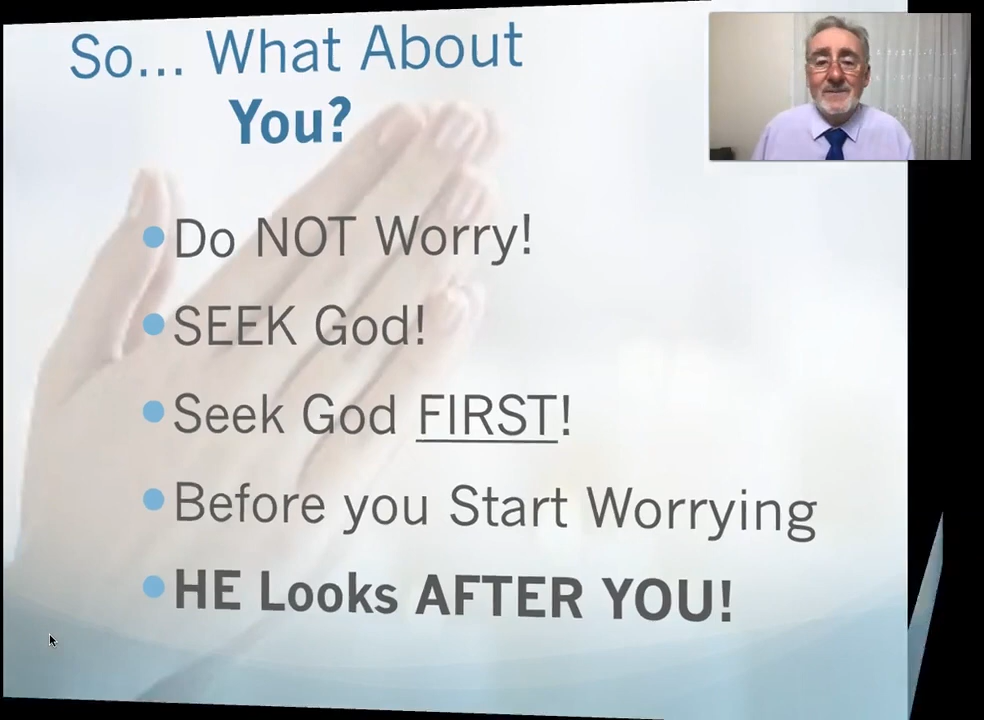 So... What About
You?
Do NOT Worry!
SEEK God!
Seek God FIRST!
Before you Start Worrying
HE Looks AFTER YOU!